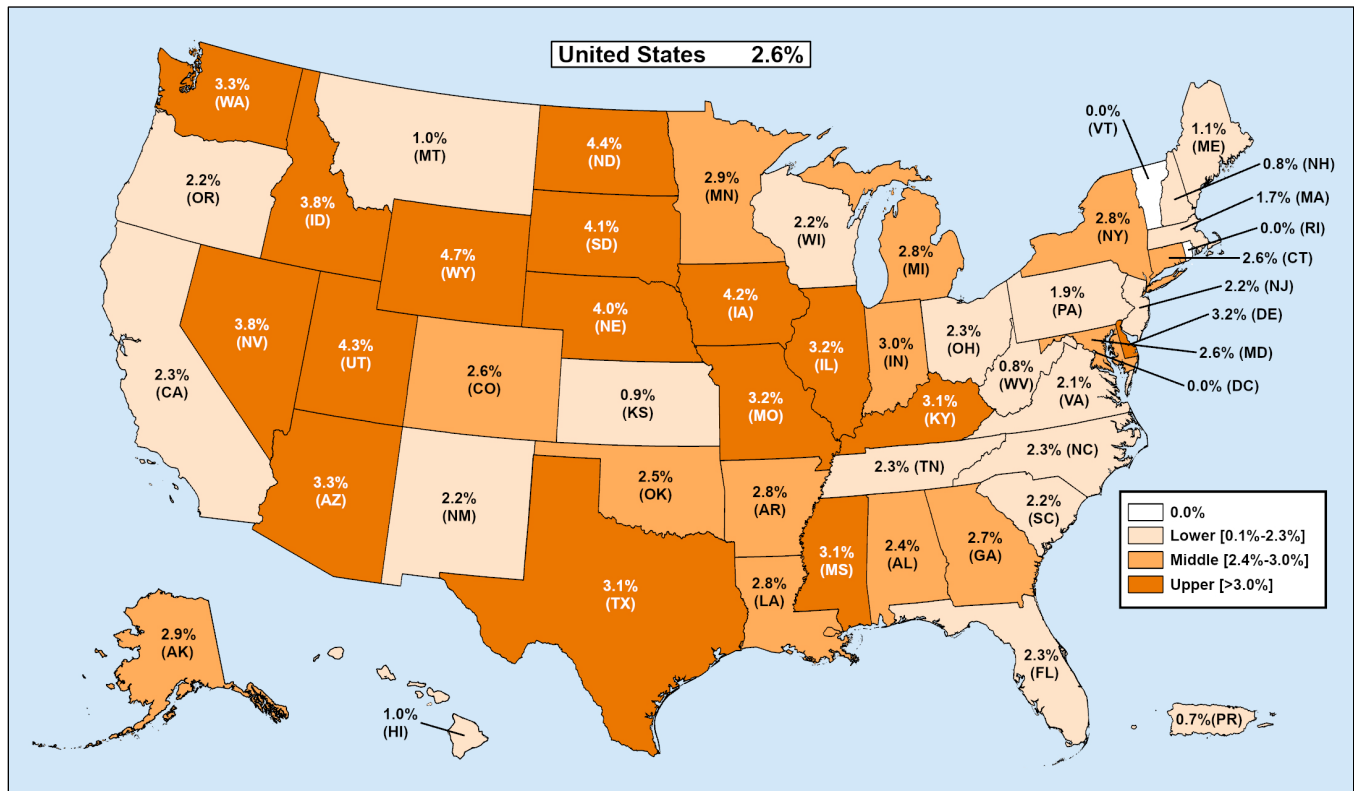 United States 2.6%
3.3%
(WA)
1.0%
(MT)
4.4%
(ND)
2.9%
(MN)
0.0%
(VT)
1.1%
(ME)
0.8% (NH)
1.7% (MA)
0.0% (RI)
2.6% (CT)
2.2% (NJ)
3.2% (DE)
2.6% (MD)
0.0% (DC)
2.2%
(OR)
3.8%
(ID)
4.7%
(WY)
4.1%
(SD)
2.2%
(WI)
2.8%
(MI)
2.8%
(NY)
1.9%
(PA)
2.3%
(CA)
3.8%
(NV)
4.3%
(UT)
2.6%
(CO)
4.0%
(NE)
4.2%
(IA)
3.2%
(IL)
3.0%
(IN)
2.3%
(OH)
0.8%
(WV)
2.1%
(VA)
0.9%
(KS)
3.2%
(MO)
3.1%
(KY)
2.3% (TN)
2.3% (NC)
3.3%
(AZ)
2.2%
(NM)
2.5%
(OK)
2.8%
(AR)
2.2%
(SC)
3.1%
(TX)
2.8%
(LA)
3.1%
(MS)
2.4%
(AL)
2.7%
(GA)
2.3%
(FL)
0.0%
Lower [0.1%-2.3%]
Middle [2.4%-3.0%]
Upper [>3.0%]
2.9%
(AK)
1.0%
(HI)
0.7%(PR)